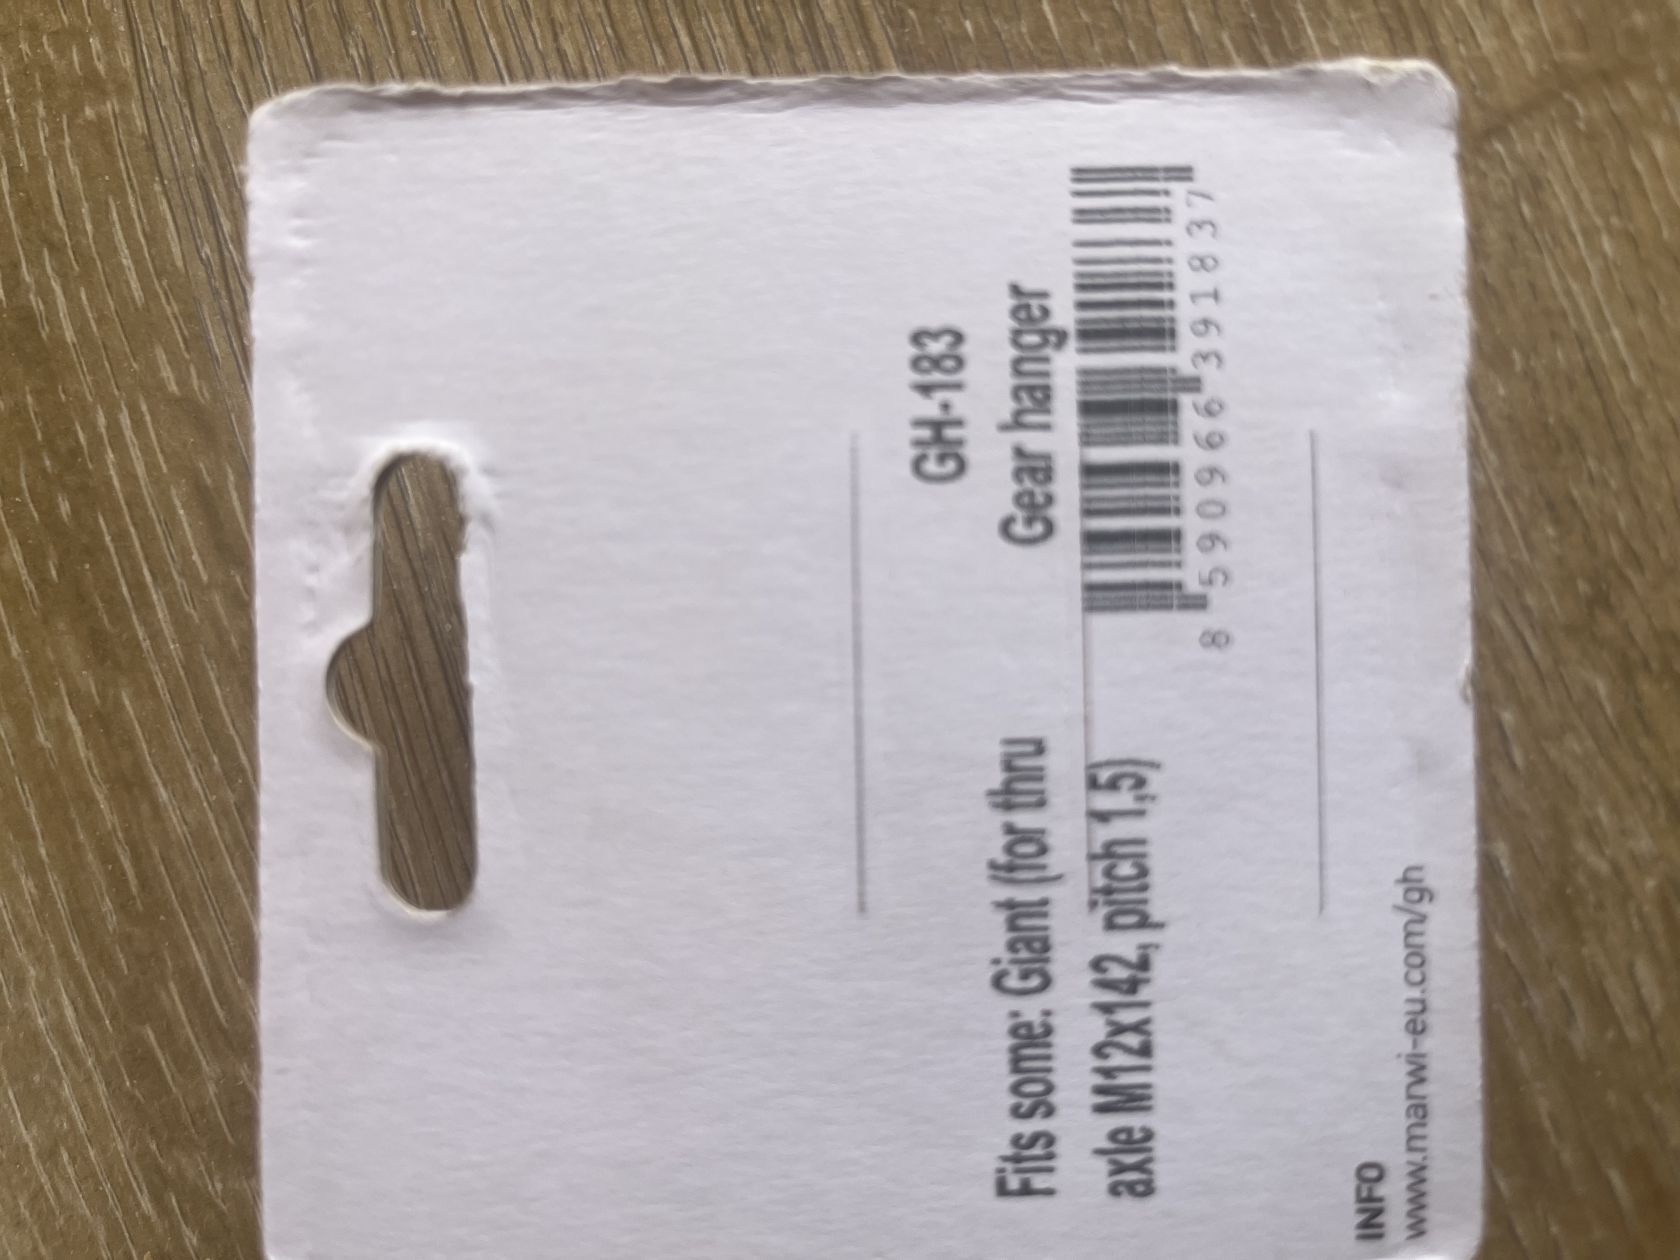 GH-183
Fits some: Giant (for thru
axle M12x142, pitch 1,5)
Gear hanger
8 590966 391837
INFO
www.marwi-eu.com/gh